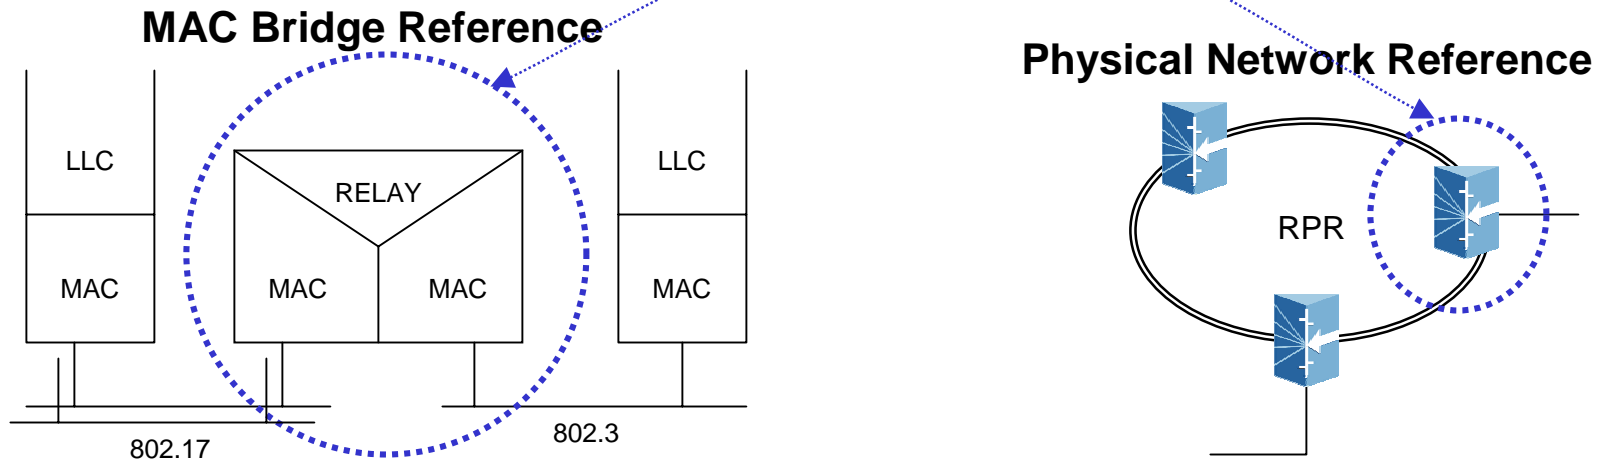 MAC Bridge Reference
LLC
MAC
RELAY
MAC
MAC
LLC
MAC
802.17
802.3
Physical Network Reference
RPR